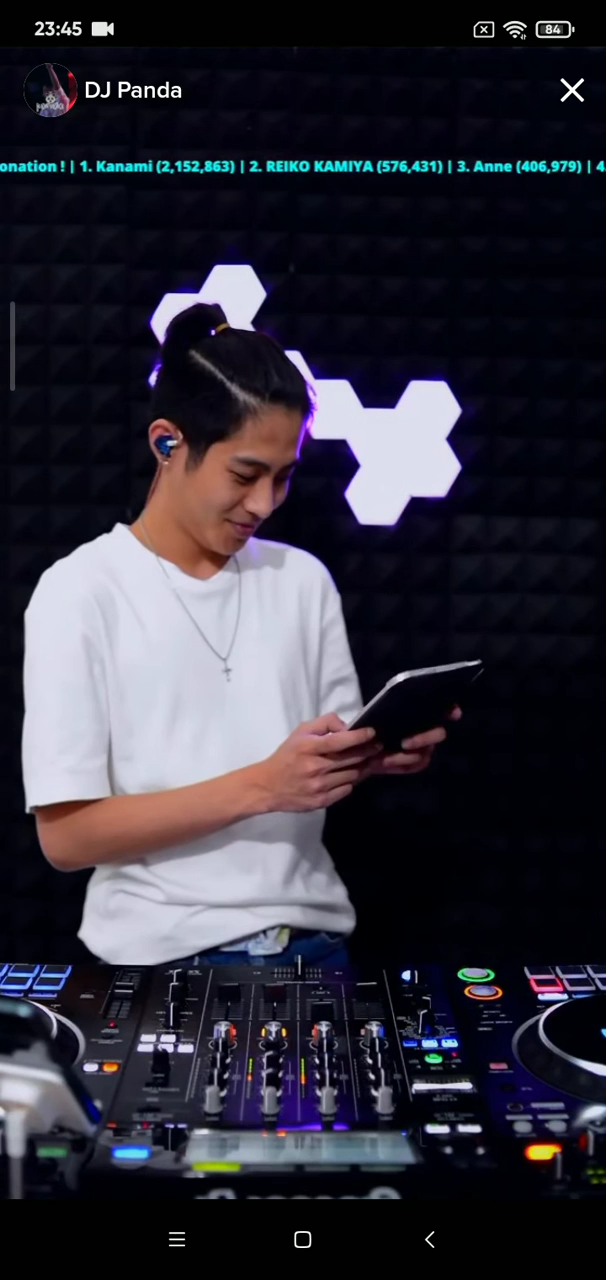 23:45
84
DJ Panda
onation ! | 1. Kanami (2,152,863) | 2. REIKO KAMIYA (576,431) | 3. Anne (406,979) | 4